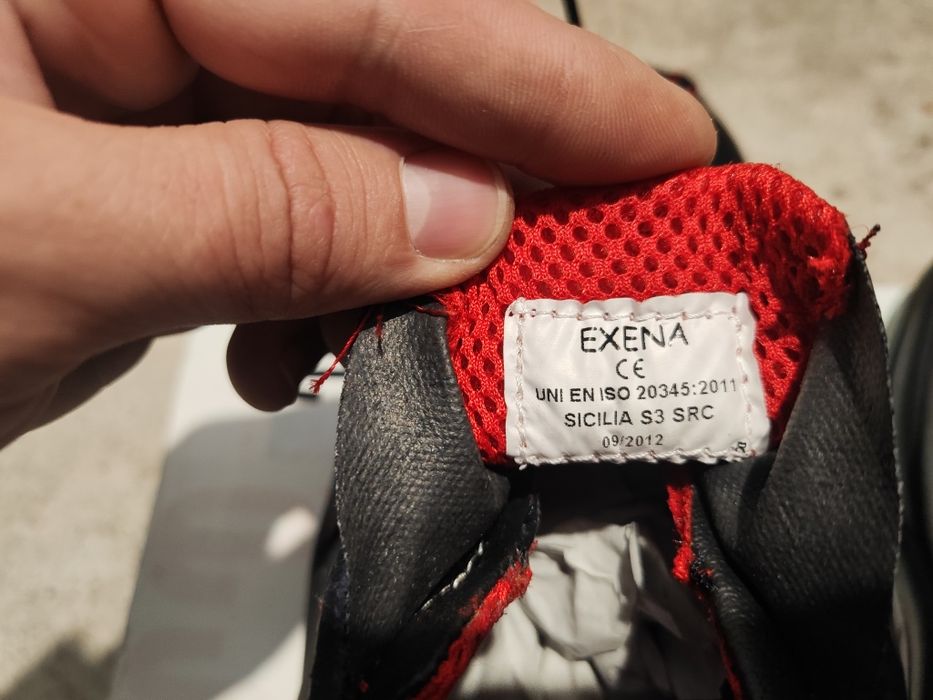 EXENA
CE
UNI EN ISO 20345:2011
SICILIA S3 SRC
09/2012
R